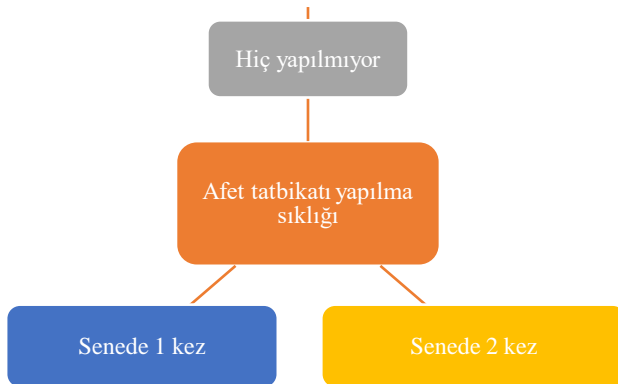 Hiç yapılmıyor
Afet tatbikatı yapılma
sıklığı
Senede 1 kez
Senede 2 kez